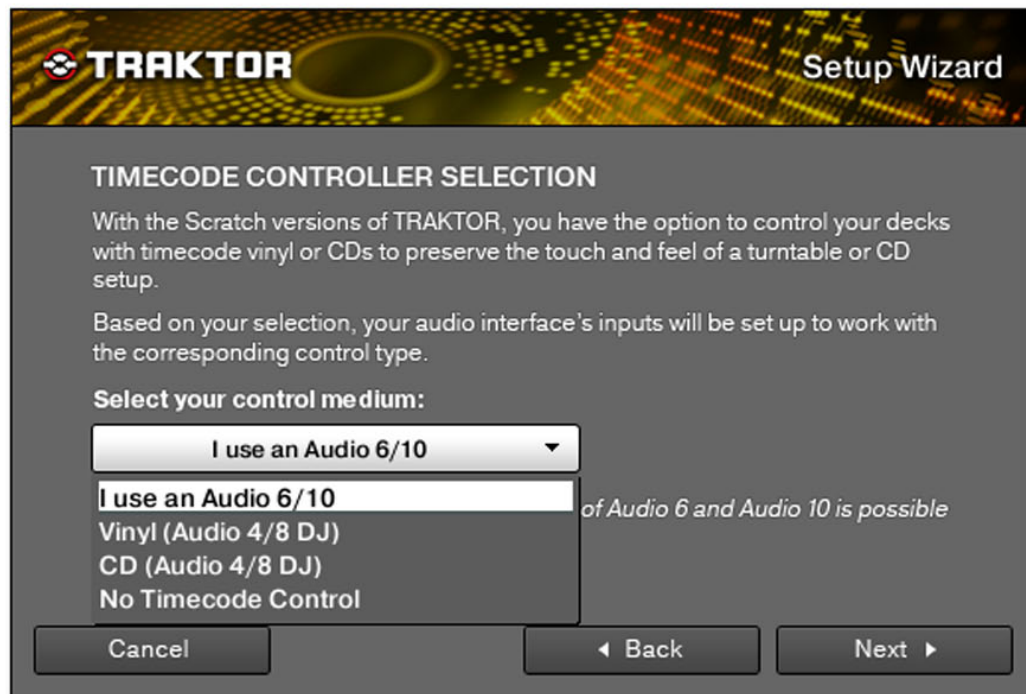 TRAKTOR
Setup Wizard
TIMECODE CONTROLLER SELECTION
With the Scratch versions of TRAKTOR, you have the option to control your decks
with timecode vinyl or CDs to preserve the touch and feel of a turntable or CD
setup.
Based on your selection, your audio interface's inputs will be set up to work with
the corresponding control type.
Select your control medium:
I use an Audio 6/10
I use an Audio 6/10
of Audio 6 and Audio 10 is possible
Vinyl (Audio 4/8 DJ)
CD (Audio 4/8 DJ)
No Timecode Control
Cancel
Back
Next